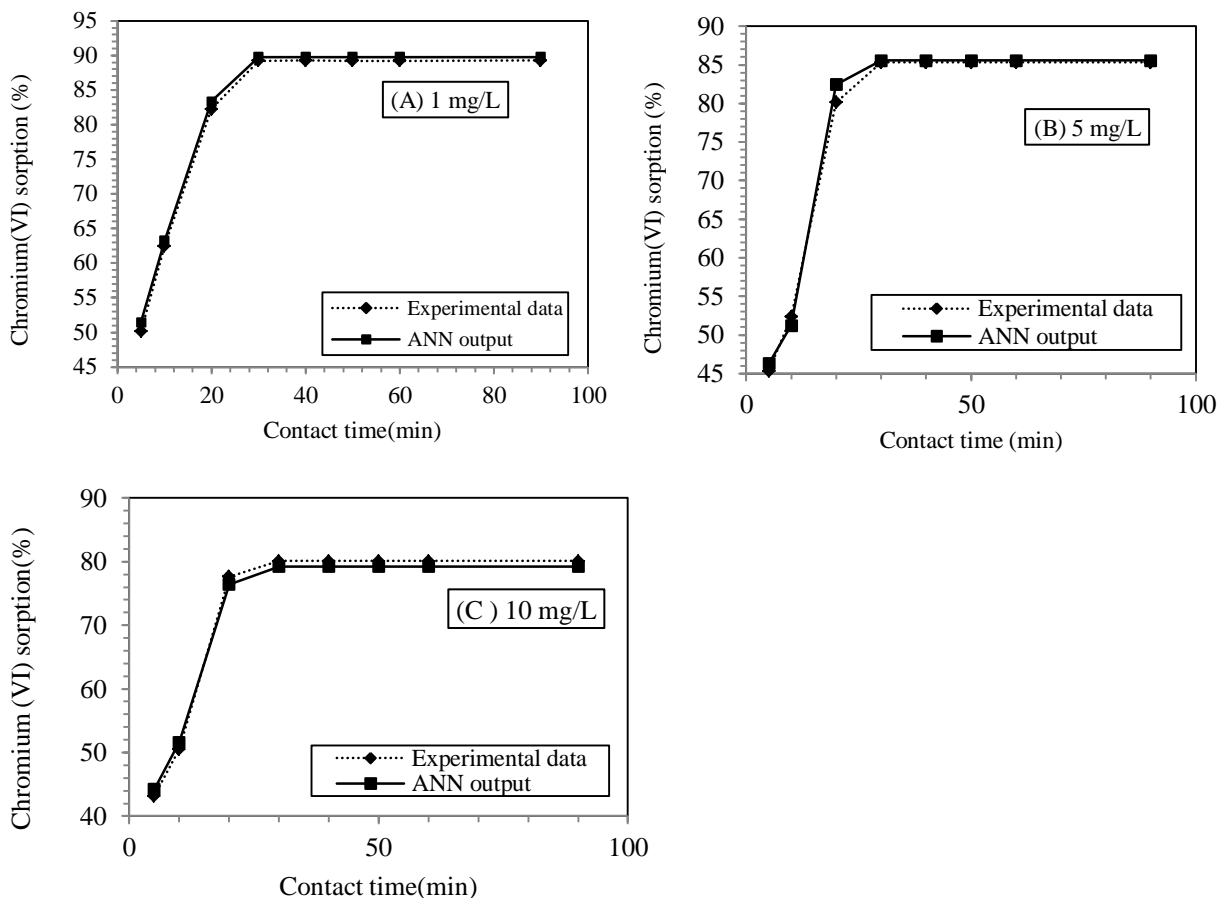 Chromium(VI) sorption (%)
95
90
85
80
75
70
65
60
55
50
45
(A) 1 mg/L
Experimental data
ANN output
0
20
40
60
80
100
Contact time(min)
Chromium(VI) sorption (%)
90
85
80
75
70
65
60
55
50
45
(B) 5 mg/L
Experimental data
ANN output
0
50
100
Contact time (min)
Chromium (VI) sorption(%)
90
80
70
60
50
40
(C ) 10 mg/L
Experimental data
ANN output
0
50
100
Contact time(min)